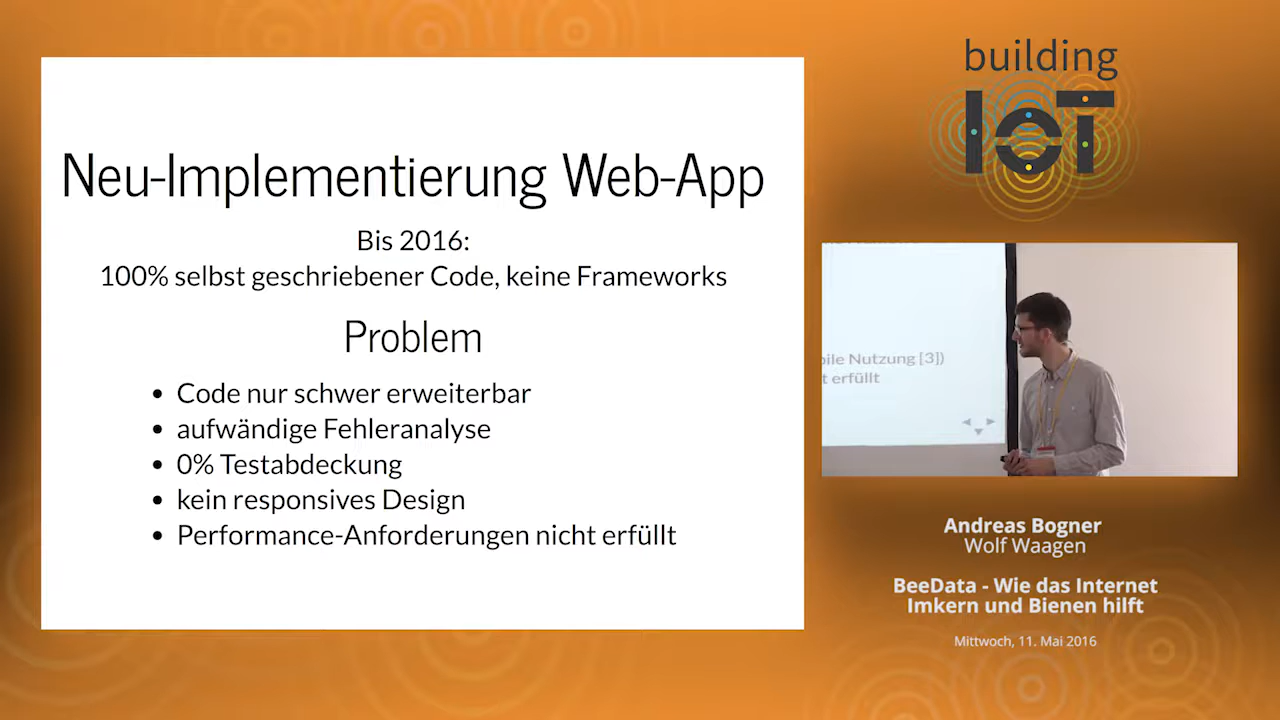 Neu-Implementierung Web-App
Bis 2016:
100% selbst geschriebener Code, keine Frameworks
Problem
• Code nur schwer erweiterbar
• aufwändige Fehleranalyse
• 0% Testabdeckung
• kein responsives Design
• Performance-Anforderungen nicht erfüllt
building
IoT
Nutzung [3])
erfüllt
Andreas Bogner
Wolf Waagen
BeeData - Wie das Internet
Imkern und Bienen hilft
Mittwoch, 11. Mai 2016